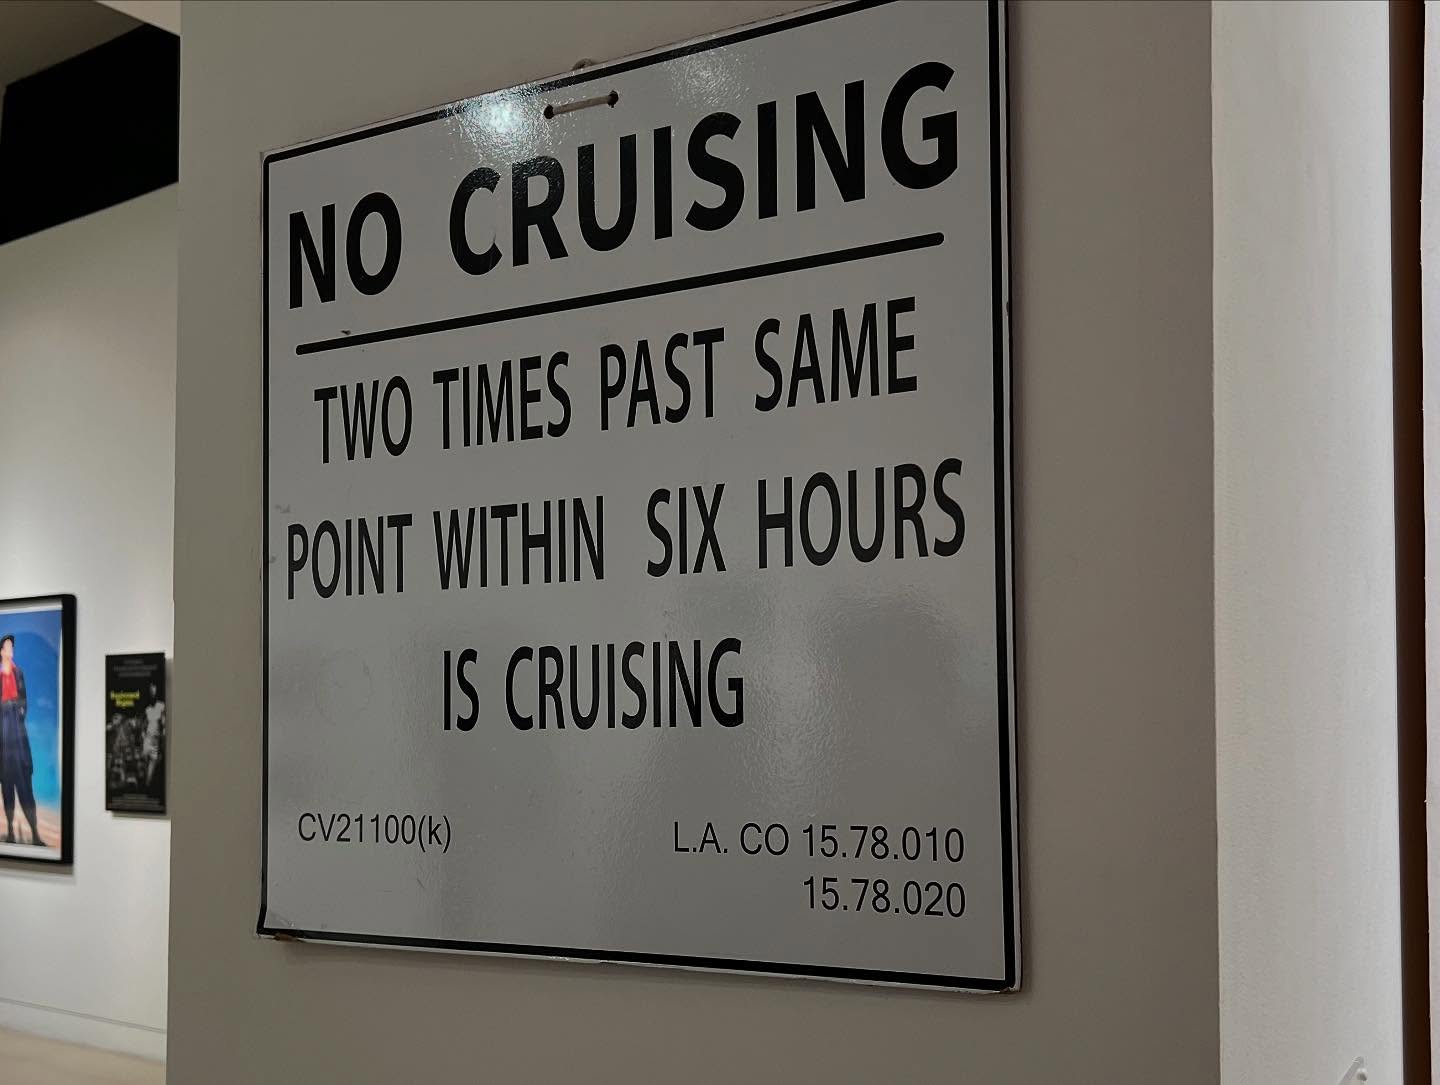 NO CRUISING
TWO TIMES PAST SAME
POINT WITHIN SIX HOURS
IS CRUISING
CV21100(k)
L.A. CO 15.78.010
15.78.020